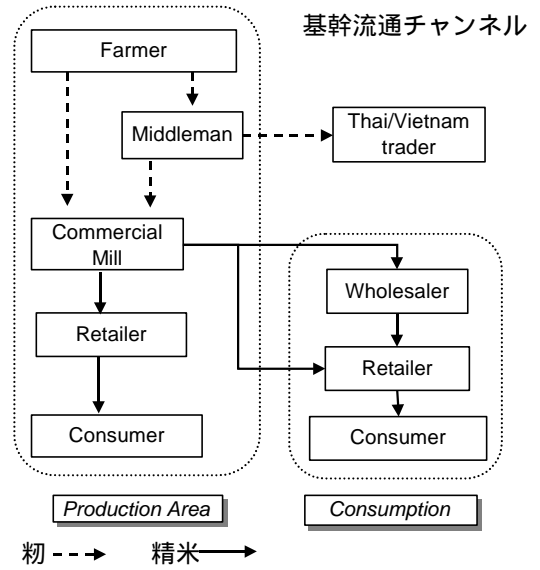 基幹流通チャンネル
Farmer
Middleman
Thai/Vietnam
trader
Commercial
Mill
Wholesaler
Retailer
Retailer
Consumer
Consumer
Production Area
Consumption
籾
精米